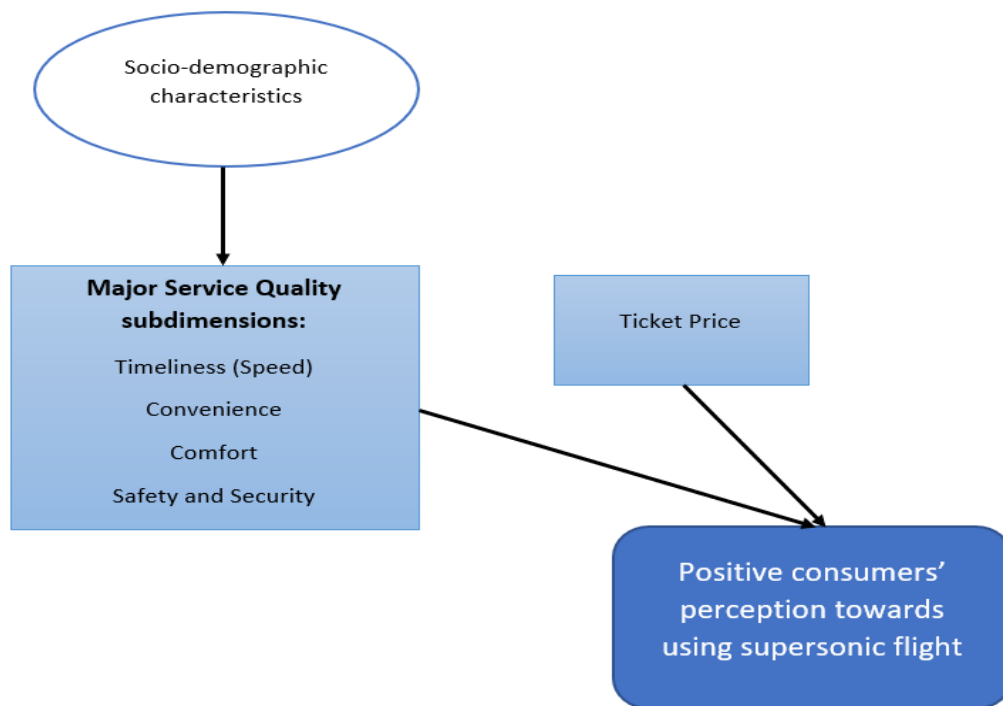 Socio-demographic
characteristics
Major Service Quality
subdimensions:
Timeliness (Speed)
Convenience
Comfort
Safety and Security
Ticket Price
Positive consumers’
perception towards
using supersonic flight